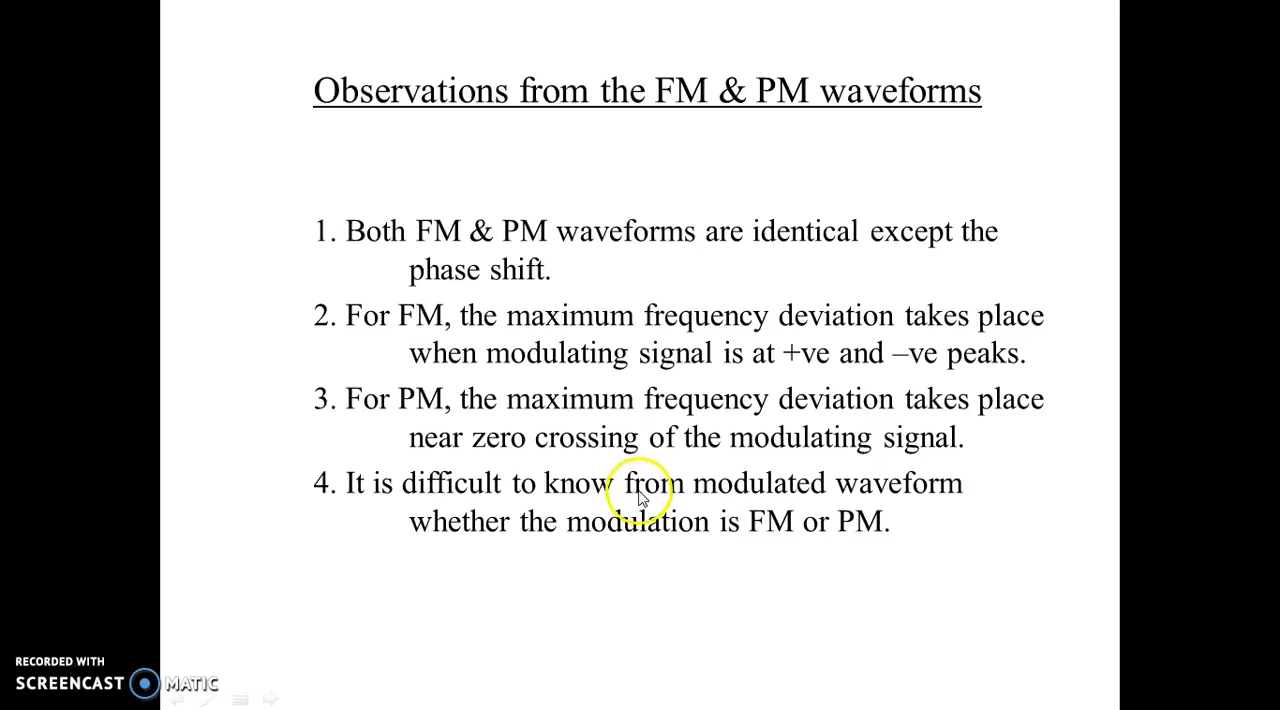 Observations from the FM & PM waveforms
1. Both FM & PM waveforms are identical except the
phase shift.
2. For FM, the maximum frequency deviation takes place
when modulating signal is at +ve and –ve peaks.
3. For PM, the maximum frequency deviation takes place
near zero crossing of the modulating signal.
4. It is difficult to know from modulated waveform
whether the modulation is FM or PM.
RECORDED WITH
SCREENCAST MATIC